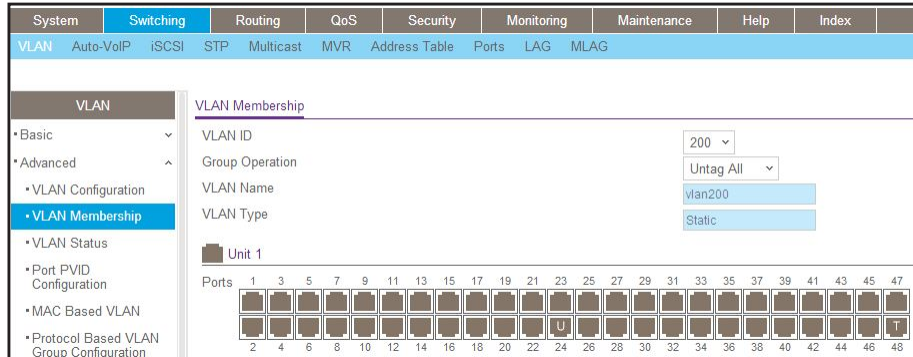 System Switching Routing QoS Security Monitoring Maintenance Help Index
VLAN Auto-VoIP iSCSI STP Multicast MVR Address Table Ports LAG MLAG
VLAN
Basic
Advanced
VLAN Configuration
VLAN Membership
VLAN Status
Port PVID
Configuration
MAC Based VLAN
Protocol Based VLAN
Group Configuration
VLAN Membership
VLAN ID 200
Group Operation Untag All
VLAN Name vlan200
VLAN Type Static
Unit 1
Ports 1 3 5 7 9 11 13 15 17 19 21 23 25 27 29 31 33 35 37 39 41 43 45 47
U T
2 4 6 8 10 12 14 16 18 20 22 24 26 28 30 32 34 36 38 40 42 44 46 48